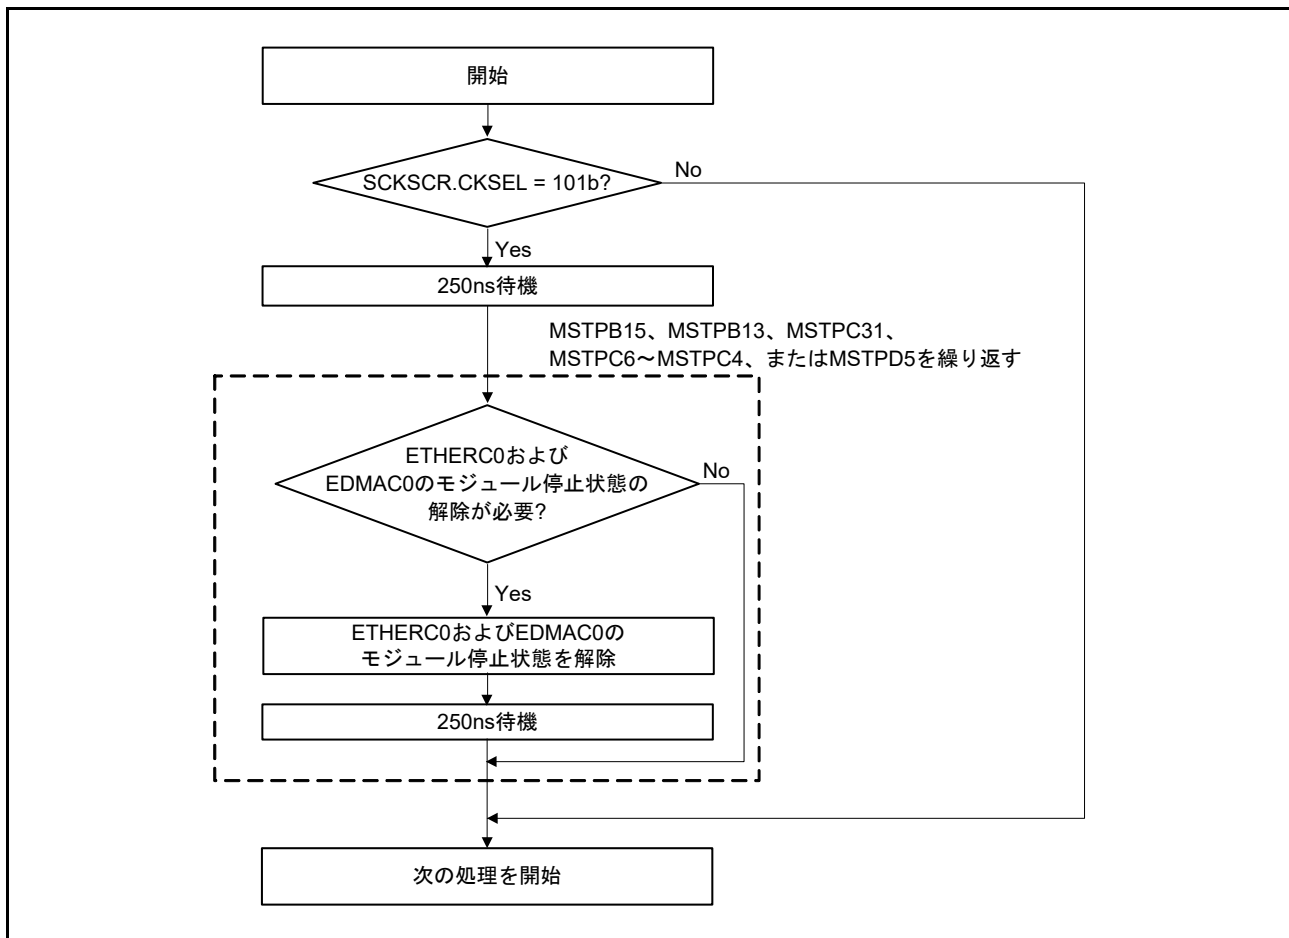 開始
SCKSCR.CKSEL = 101b?
No
Yes
250ns待機
MSTPB15、MSTPB13、MSTPC31、
MSTPC6～MSTPC4、またはMSTPD5を繰り返す
ETHERC0および
EDMAC0のモジュール停止状態の
解除が必要?
No
Yes
ETHERC0およびEDMAC0の
モジュール停止状態を解除
250ns待機
次の処理を開始